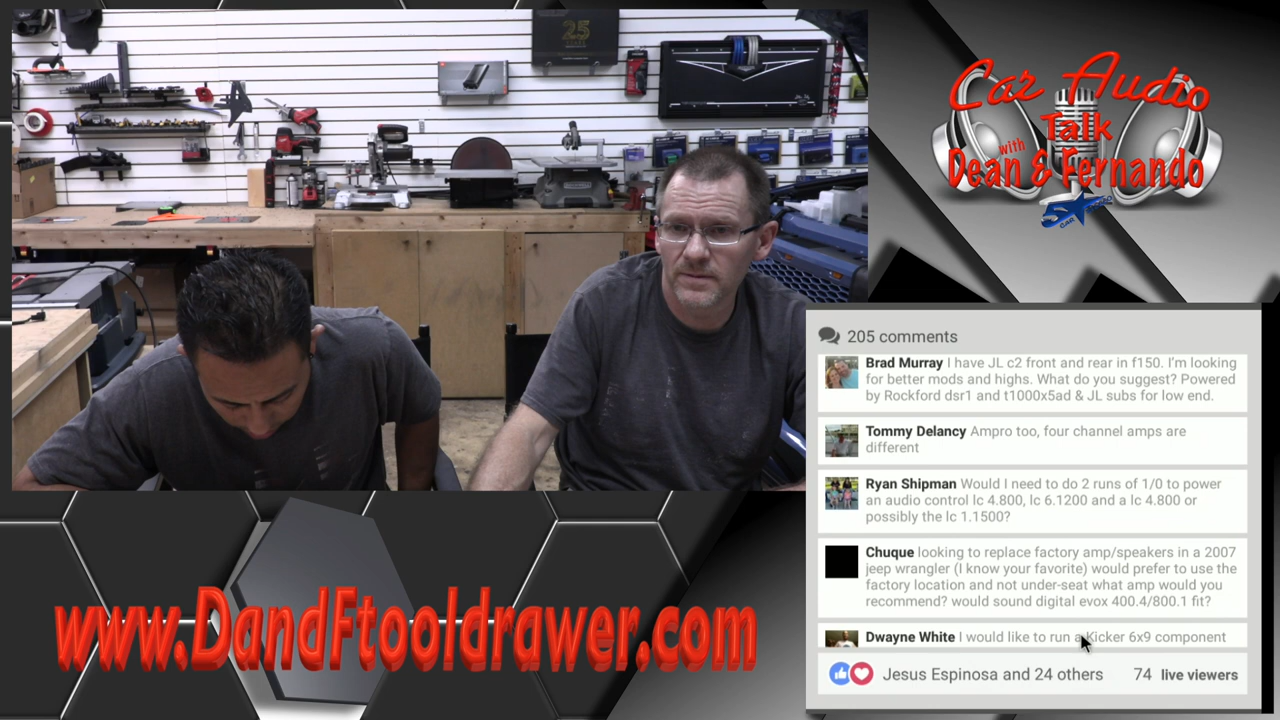 25
Car Audio
Talk
with
Dean & Fernando
5
205 comments
Brad Murray I have JL c2 front and rear in f150. I'm looking
for better mods and highs. What do you suggest? Powered
by Rockford dsr1 and t1000x5ad & JL subs for low end.
Tommy Delancy Ampro too, four channel amps are
different
Ryan Shipman Would I need to do 2 runs of 1/0 to power
an audio control lc 4.800, lc 6.1200 and a lc 4.800 or
possibly the lc 1.1500?
Chuque looking to replace factory amp/speakers in a 2007
jeep wrangler (I know your favorite) would prefer to use the
factory location and not under-seat what amp would you
recommend? would sound digital evox 400.4/800.1 fit?
Dwayne White I would like to run a Kicker 6x9 component
Jesus Espinosa and 24 others 74 live viewers
www.DandFtooldrawer.com